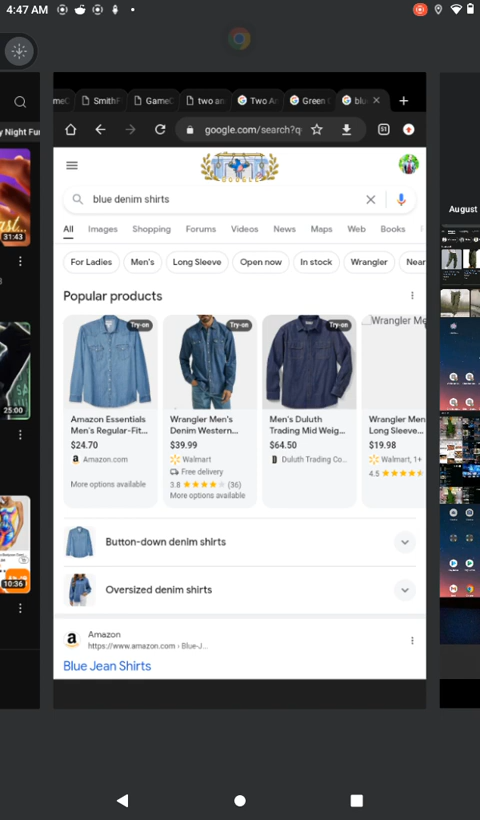 4:47 AM
SmithF
GameC
two an
Two An
Green t
blu
google.com/search?q=
51
GOOGLE
blue denim shirts
All Images Shopping Forums Videos News Maps Web Books
For Ladies Men's Long Sleeve Open now In stock Wrangler Near
Popular products
Try-on
Try-on
Try-on
Wrangler Me
Amazon Essentials
Men's Regular-Fit...
$24.70
Amazon.com
More options available
Wrangler Men's
Denim Western...
$39.99
Walmart
Free delivery
3.8 (36)
More options available
Men's Duluth
Trading Mid Weig...
$64.50
Duluth Trading Co...
Wrangler Men
Long Sleeve...
$19.98
Walmart, 1+
4.5
Button-down denim shirts
Oversized denim shirts
a
Amazon
https://www.amazon.com › Blue-J...
Blue Jean Shirts
y Night Fun
31:43
25:00
10:36
August